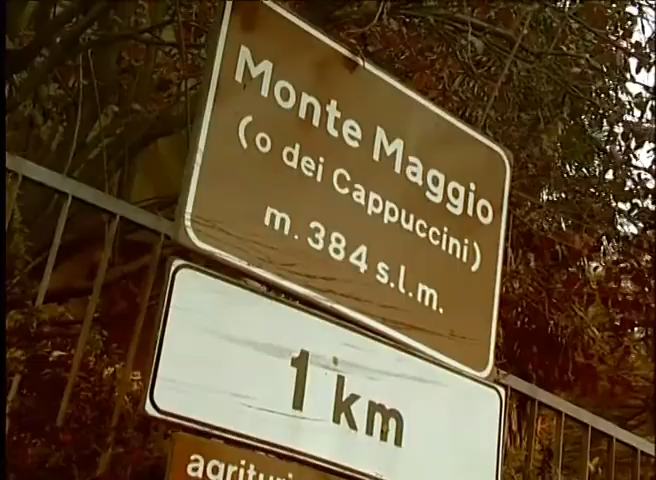 Monte Maggio
(o dei Cappuccini)
m. 384 s.l.m.
1 km